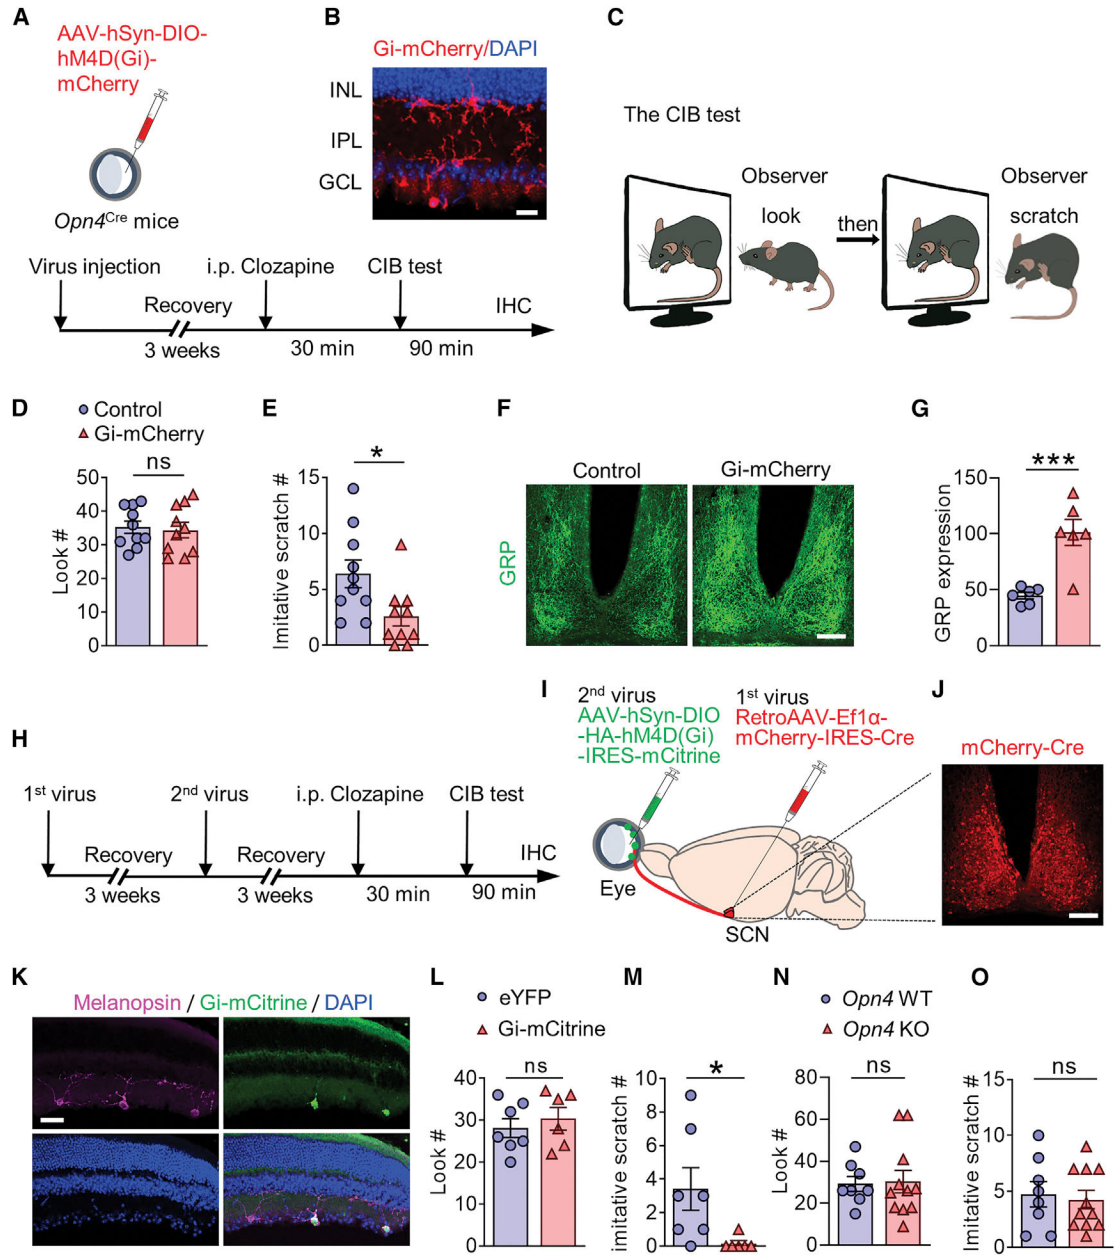 A
AAV-hSyn-DIO-
hM4D(Gi)-
mCherry
Opn4Cre mice
Virus injection
i.p. Clozapine
CIB test
Recovery
IHC
3 weeks
30 min
90 min
B
Gi-mCherry/DAPI
INL
IPL
GCL
C
The CIB test
Observer
look
then
Observer
scratch
D
Control
Gi-mCherry
ns
Look #
50
40
30
20
10
0
E
*
Imitative scratch #
15
10
5
0
F
Control
Gi-mCherry
GRP
G
***
GRP expression
150
100
50
0
H
1st virus
2nd virus
i.p. Clozapine
CIB test
Recovery
Recovery
IHC
3 weeks
3 weeks
30 min
90 min
I
2nd virus
AAV-hSyn-DIO
-HA-hM4D(Gi)
-IRES-mCitrine
1st virus
RetroAAV-Ef1α-
mCherry-IRES-Cre
Eye
SCN
J
mCherry-Cre
K
Melanopsin / Gi-mCitrine / DAPI
L
eYFP
Gi-mCitrine
ns
Look #
40
30
20
10
0
M
*
imitative scratch #
10
8
6
4
2
0
N
Opn4 WT
Opn4 KO
ns
Look #
80
60
40
20
0
O
ns
Imitative scratch #
15
10
5
0